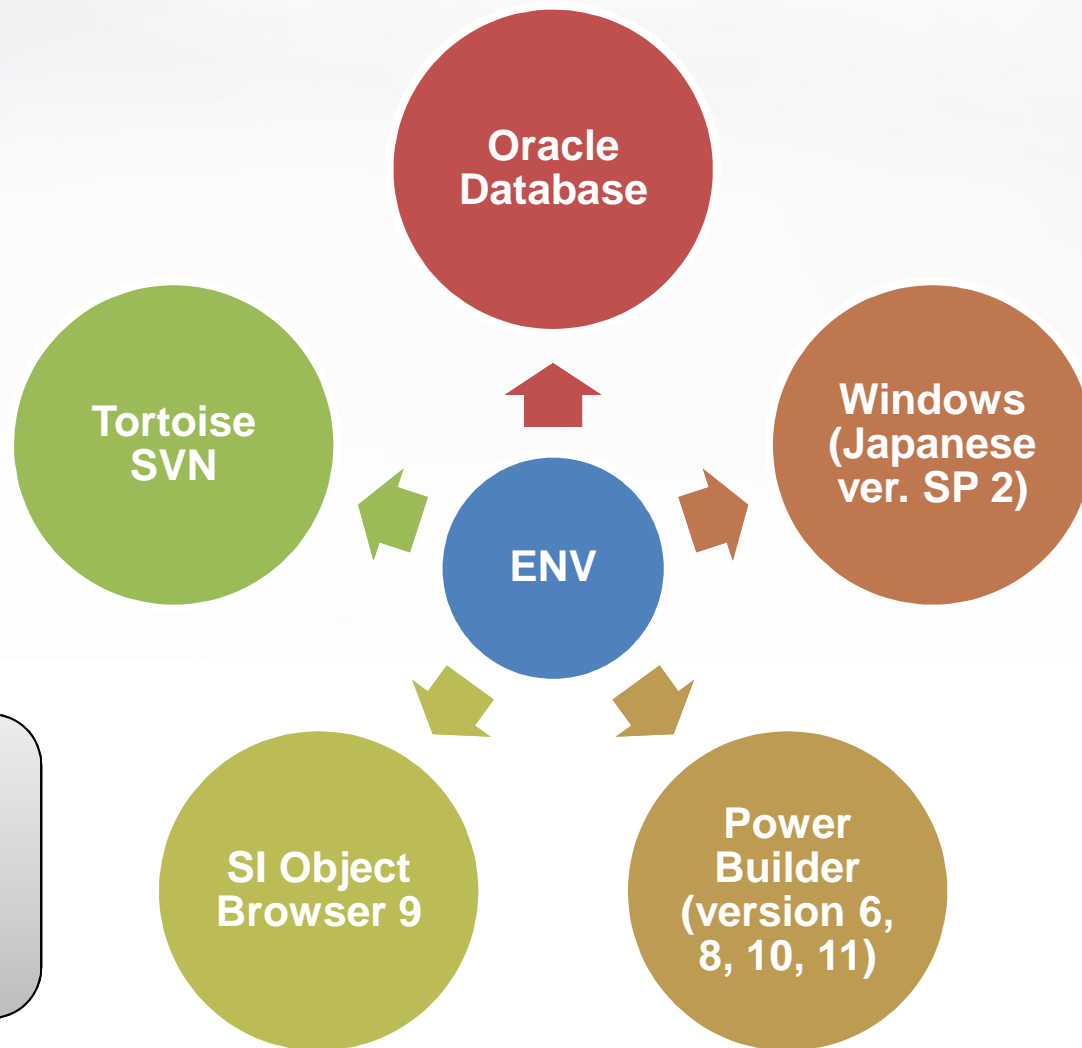 Oracle
Database
Tortoise
SVN
Windows
(Japanese
ver. SP 2)
ENV
SI Object
Browser 9
Power
Builder
(version 6,
8, 10, 11)